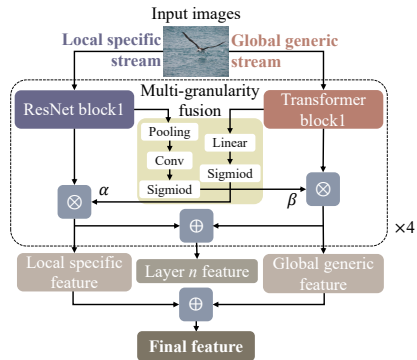 Input images
Local specific
stream
Global generic
stream
Multi-granularity
fusion
ResNet block1
Transformer
block1
Pooling
Conv
Sigmiod
Linear
Sigmiod
α
β
⊗
⊗
⊕
×4
Layer n feature
Local specific
feature
Global generic
feature
⊕
Final feature